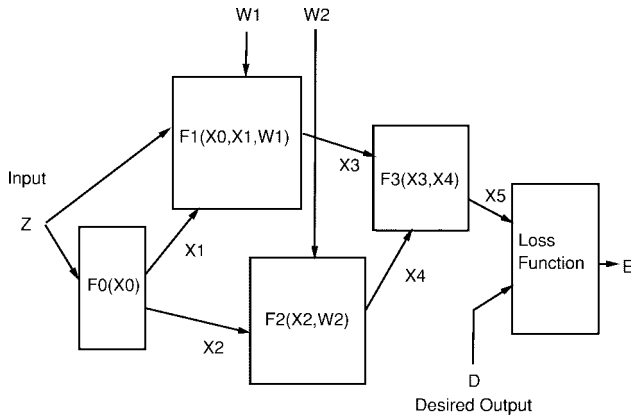 W1
W2
F1(X0,X1,W1)
X3
F3(X3,X4)
Input
Z
X5
X1
Loss
Function
E
X4
F0(X0)
F2(X2,W2)
X2
D
Desired Output